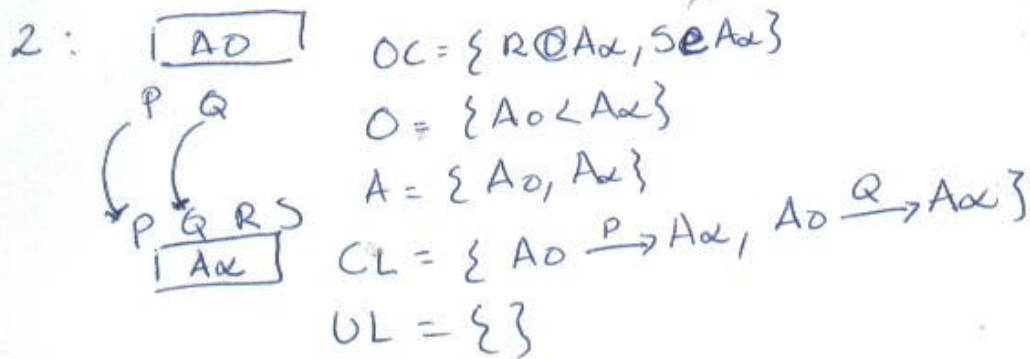 2 :
A0
OC = { R@Aα, S@Aα }
P Q
O = { A0 < Aα }
A = { A0, Aα }
P Q R S
Aα
CL = { A0 P→ Aα, A0 Q→ Aα }
UL = { }